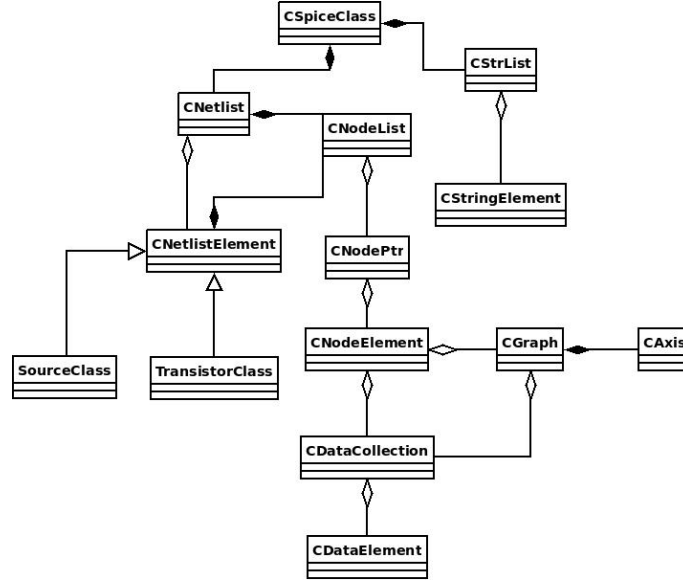 CSpiceClass
CStrList
CNetlist
CNodeList
CStringElement
CNetlistElement
CNodePtr
CNodeElement
CGraph
CAxis
SourceClass
TransistorClass
CDataCollection
CDataElement